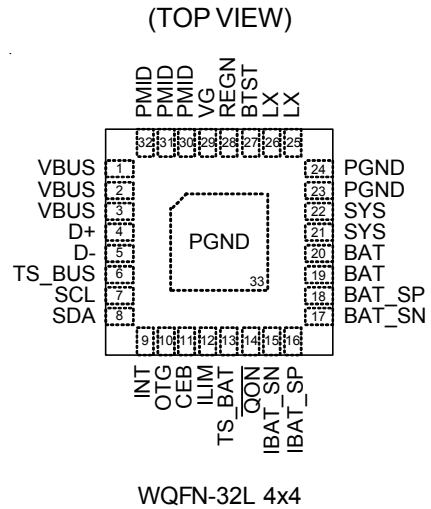 (TOP VIEW)
PMID
PMID
PMID
VG
REGN
BTST
LX
LX
32 31 30 29 28 27 26 25
VBUS 1
VBUS 2
VBUS 3
D+ 4
D- 5
TS_BUS 6
SCL 7
SDA 8
PGND
33
24 PGND
23 PGND
22 SYS
21 SYS
20 BAT
19 BAT
18 BAT_SP
17 BAT_SN
9 10 11 12 13 14 15 16
INT
OTG
CEB
ILIM
TS_BAT
QON
IBAT_SN
IBAT_SP
WQFN-32L 4x4